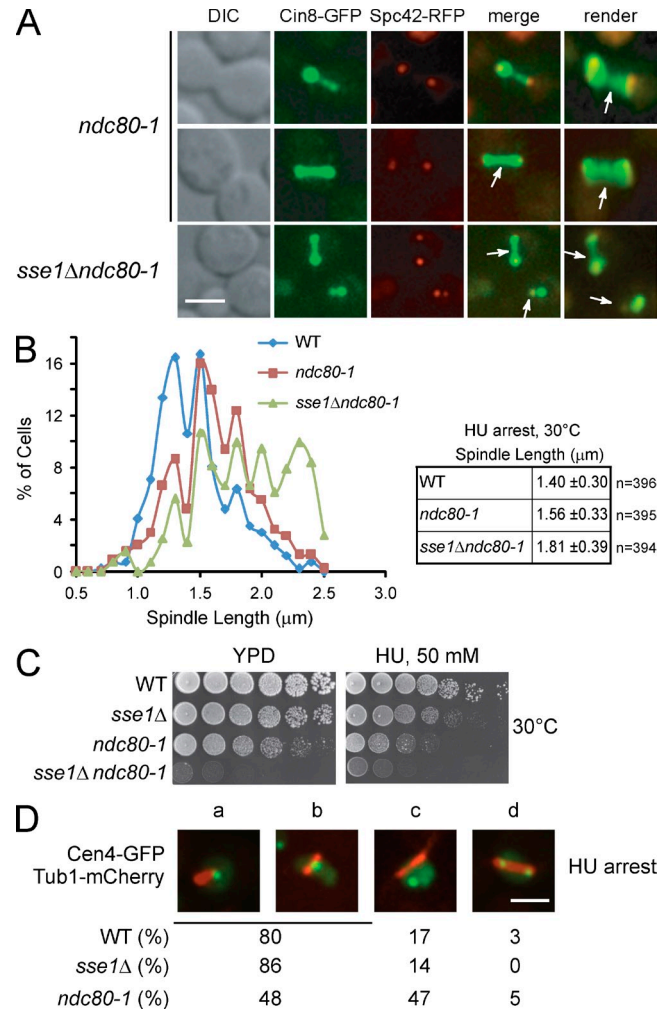 A
DIC Cin8-GFP Spc42-RFP merge render
ndc80-1
sse1Δndc80-1
B
% of Cells
16
12
8
4
0
0.5 1.0 1.5 2.0 2.5 3.0
Spindle Length (μm)
WT
ndc80-1
sse1Δndc80-1
HU arrest, 30°C
Spindle Length (μm)
WT 1.40 ±0.30 n=396
ndc80-1 1.56 ±0.33 n=395
sse1Δndc80-1 1.81 ±0.39 n=394
C
YPD HU, 50 mM
WT
sse1Δ
ndc80-1
sse1Δ ndc80-1
30°C
D
a b c d
Cen4-GFP
Tub1-mCherry
HU arrest
WT (%) 80 17 3
sse1Δ (%) 86 14 0
ndc80-1 (%) 48 47 5